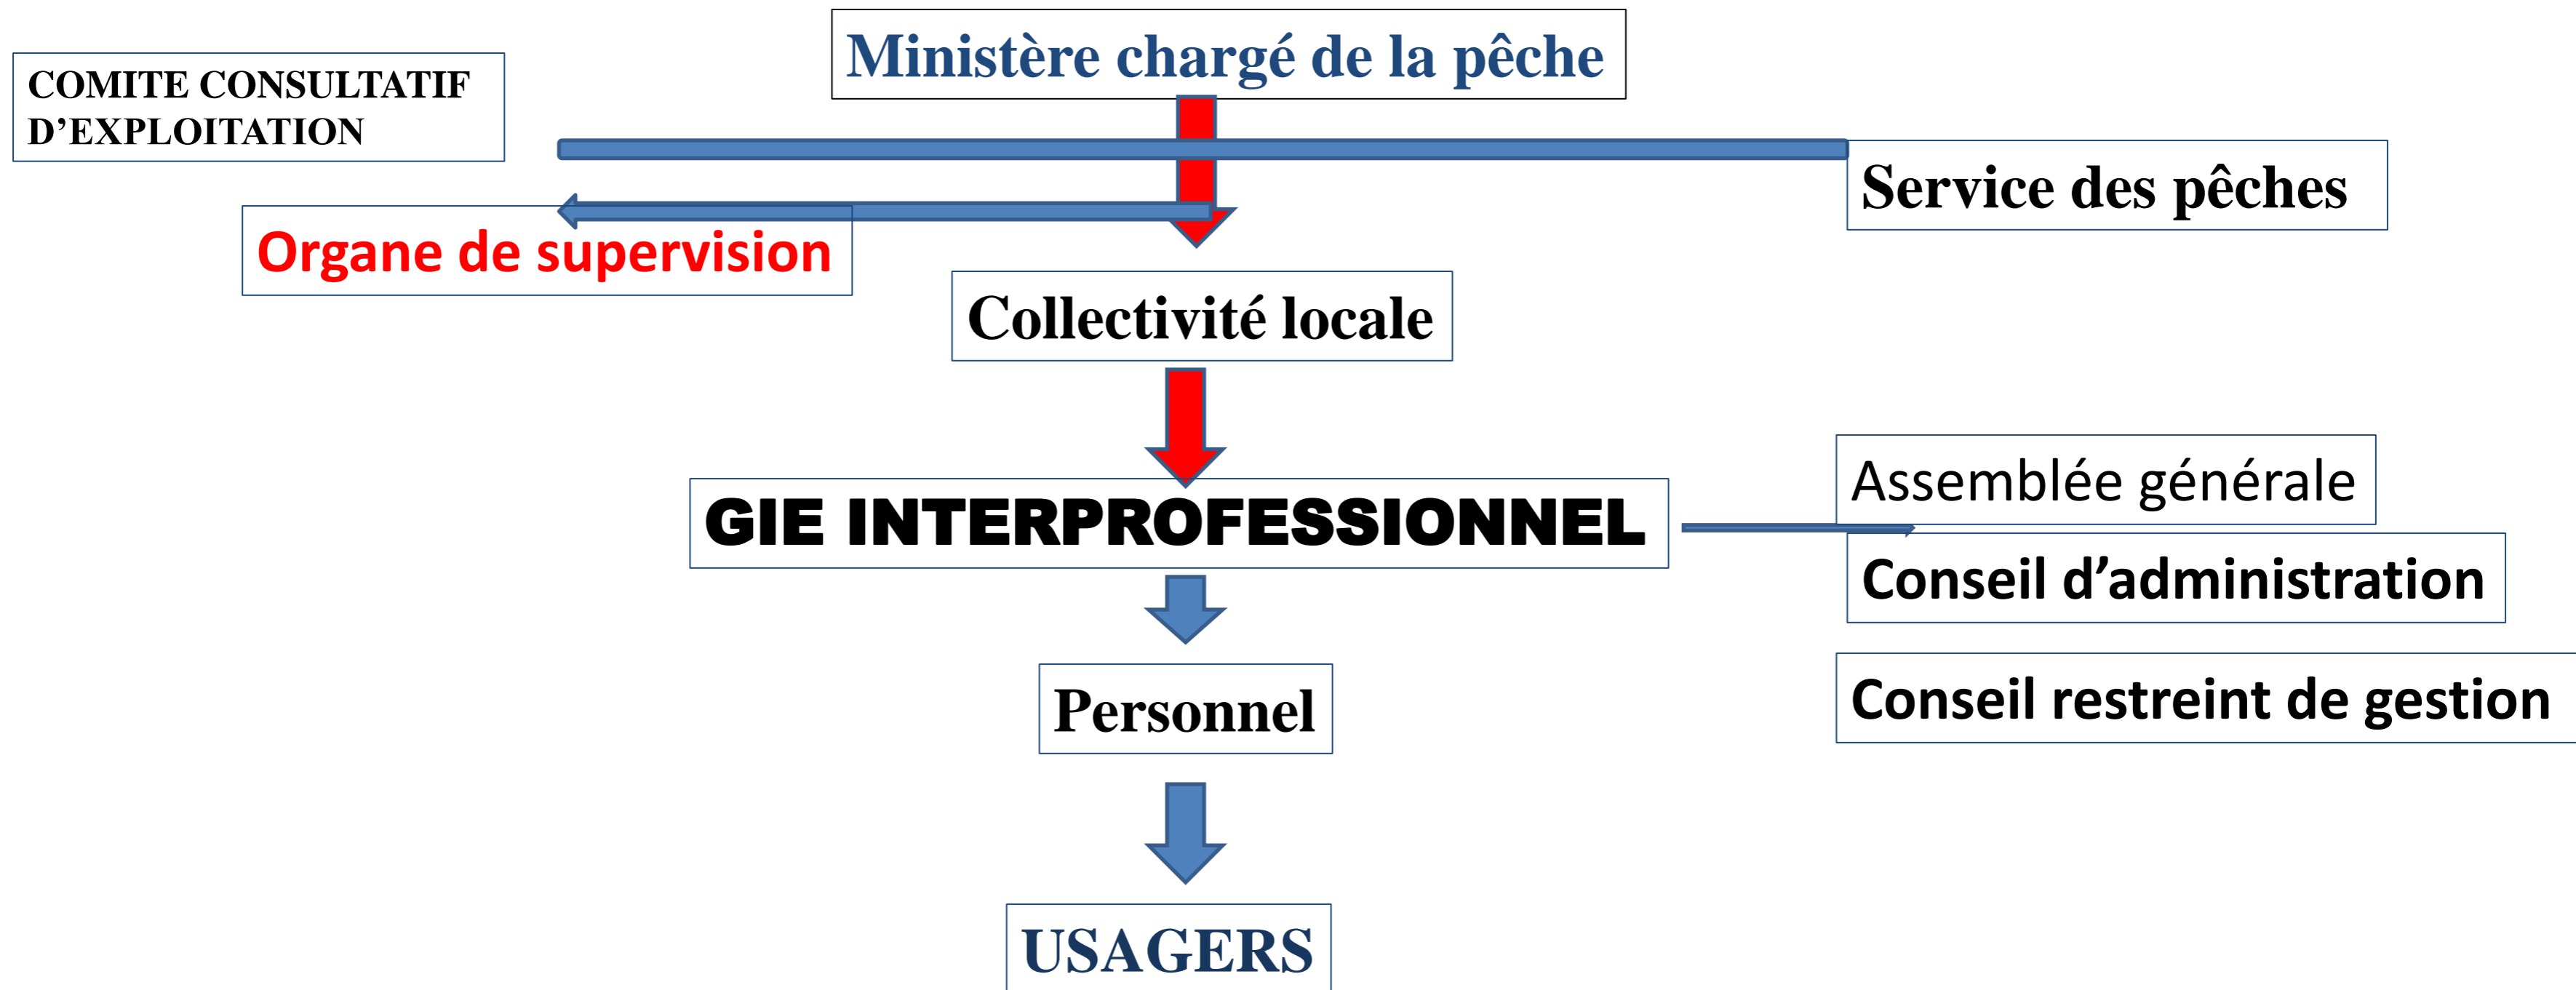 Ministère chargé de la pêche
COMITE CONSULTATIF
D’EXPLOITATION
Service des pêches
Organe de supervision
Collectivité locale
Assemblée générale
GIE INTERPROFESSIONNEL
Conseil d’administration
Personnel
Conseil restreint de gestion
USAGERS